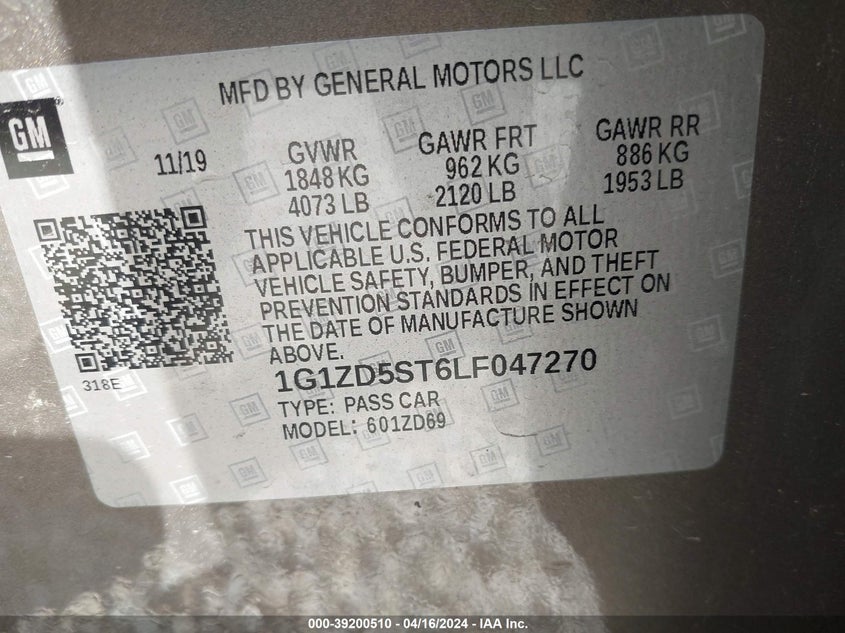 MFD BY GENERAL MOTORS LLC
GM
11/19
GVWR
1848 KG
4073 LB
GAWR FRT
962 KG
2120 LB
GAWR RR
886 KG
1953 LB
THIS VEHICLE CONFORMS TO ALL
APPLICABLE U.S. FEDERAL MOTOR
VEHICLE SAFETY, BUMPER, AND THEFT
PREVENTION STANDARDS IN EFFECT ON
THE DATE OF MANUFACTURE SHOWN
ABOVE.
318E
1G1ZD5ST6LF047270
TYPE: PASS CAR
MODEL: 601ZD69
000-39200510 - 04/16/2024 - IAA Inc.